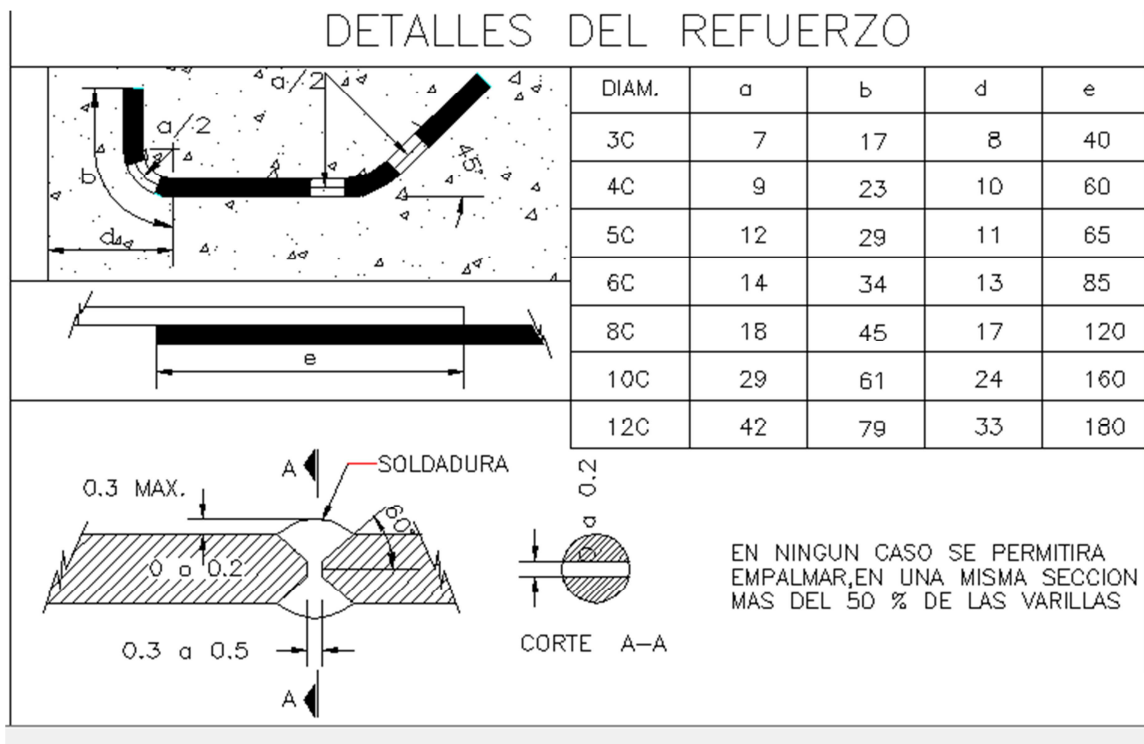 DETALLES DEL REFUERZO
a/2
a/2
b
d
45°
DIAM. a b d e
3C 7 17 8 40
4C 9 23 10 60
5C 12 29 11 65
6C 14 34 13 85
8C 18 45 17 120
10C 29 61 24 160
12C 42 79 33 180
e
A
SOLDADURA
0.3 MAX.
60°
0 a 0.2
0.3 a 0.5
A
a 0.2
CORTE A-A
EN NINGUN CASO SE PERMITIRA
EMPALMAR,EN UNA MISMA SECCION
MAS DEL 50 % DE LAS VARILLAS